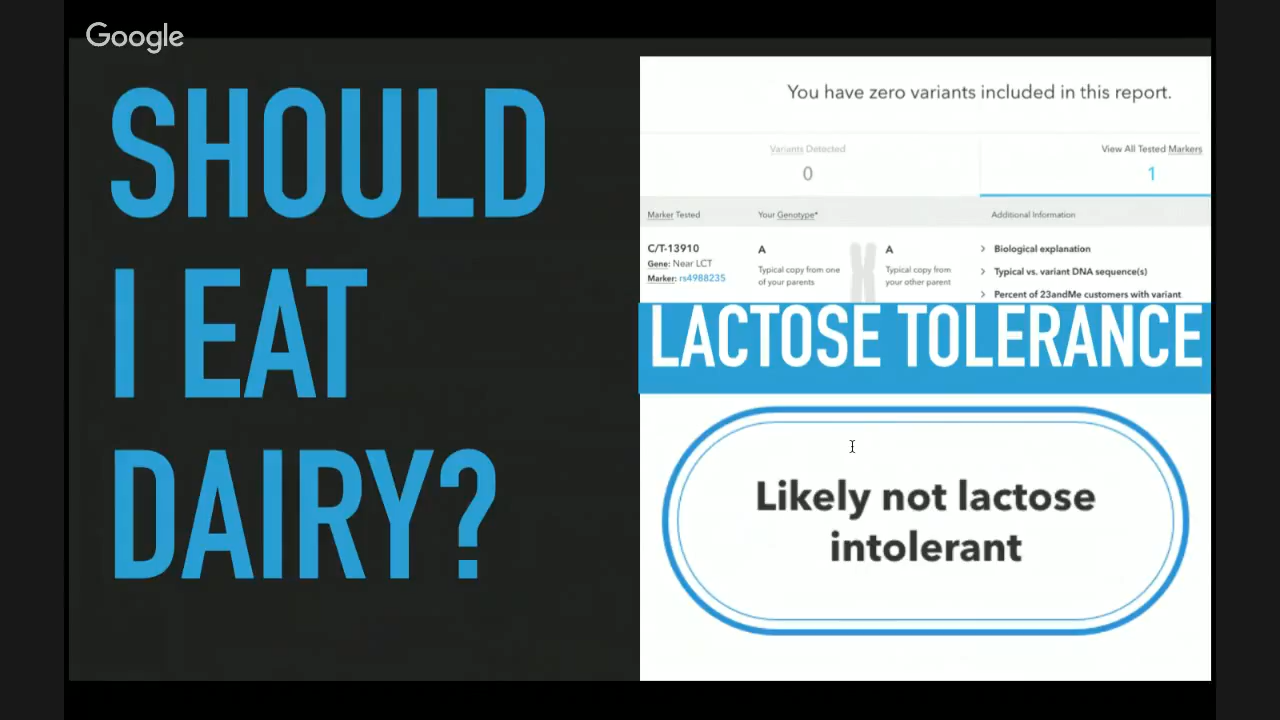 Google
SHOULD
I EAT
DAIRY?
You have zero variants included in this report.
Variants Detected
0
View All Tested Markers
1
Marker Tested
Your Genotype*
Additional Information
C/T-13910
Gene: Near LCT
Marker: rs4988235
A
Typical copy from one
of your parents
A
Typical copy from
your other parent
> Biological explanation
> Typical vs. variant DNA sequence(s)
> Percent of 23andMe customers with variant
LACTOSE TOLERANCE
Likely not lactose
intolerant